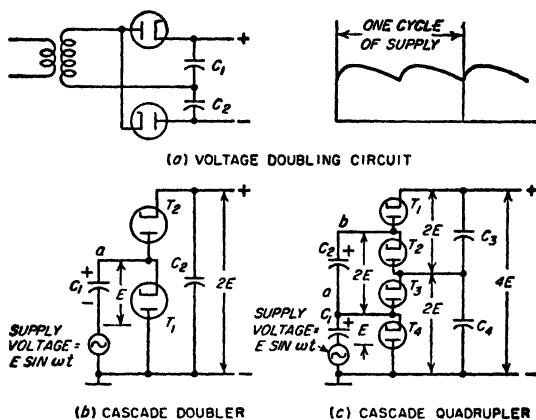 ONE CYCLE
OF SUPPLY
+
C1
C2
−
(a) VOLTAGE DOUBLING CIRCUIT
+
T2
a
+
C1
−
E
T1
C2
2E
SUPPLY
VOLTAGE=
E SIN ωt
−
(b) CASCADE DOUBLER
+
T1
b
2E
C2
+
2E
T2
C3
4E
a
T3
SUPPLY
VOLTAGE=
E SIN ωt
C1
+
E
T4
2E
C4
−
(c) CASCADE QUADRUPLER